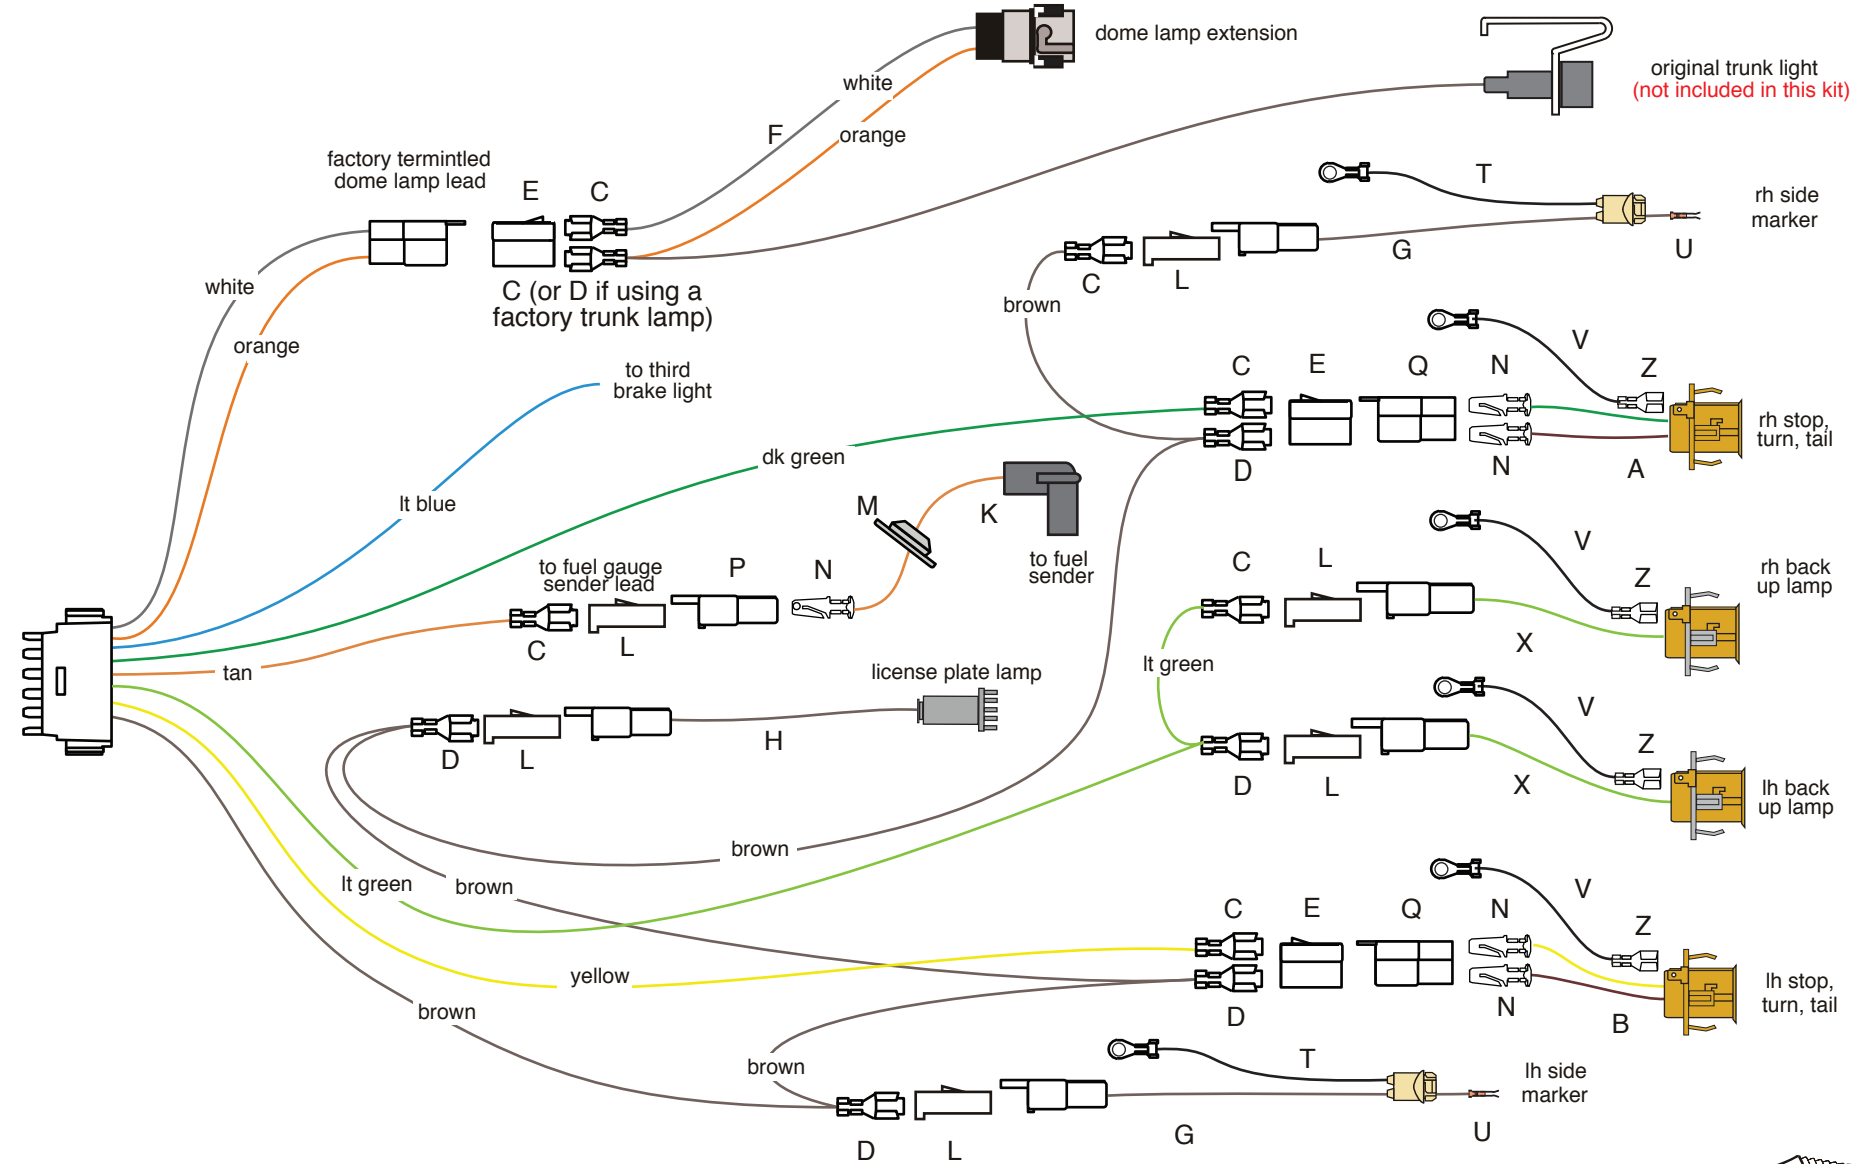 dome lamp extension
original trunk light
(not included in this kit)
white
F
orange
factory termintled
dome lamp lead
E
C
C (or D if using a
factory trunk lamp)
white
orange
T
rh side
marker
G
U
C
L
brown
to third
brake light
V
C
E
Q
N
Z
rh stop,
turn, tail
D
N
A
dk green
lt blue
M
K
to fuel
sender
to fuel gauge
sender lead
P
N
C
L
tan
V
C
L
Z
rh back
up lamp
X
lt green
license plate lamp
D
L
H
V
Z
D
L
X
lh back
up lamp
brown
lt green
brown
V
C
E
Q
N
Z
yellow
lh stop,
turn, tail
D
N
B
brown
brown
T
lh side
marker
D
L
G
U